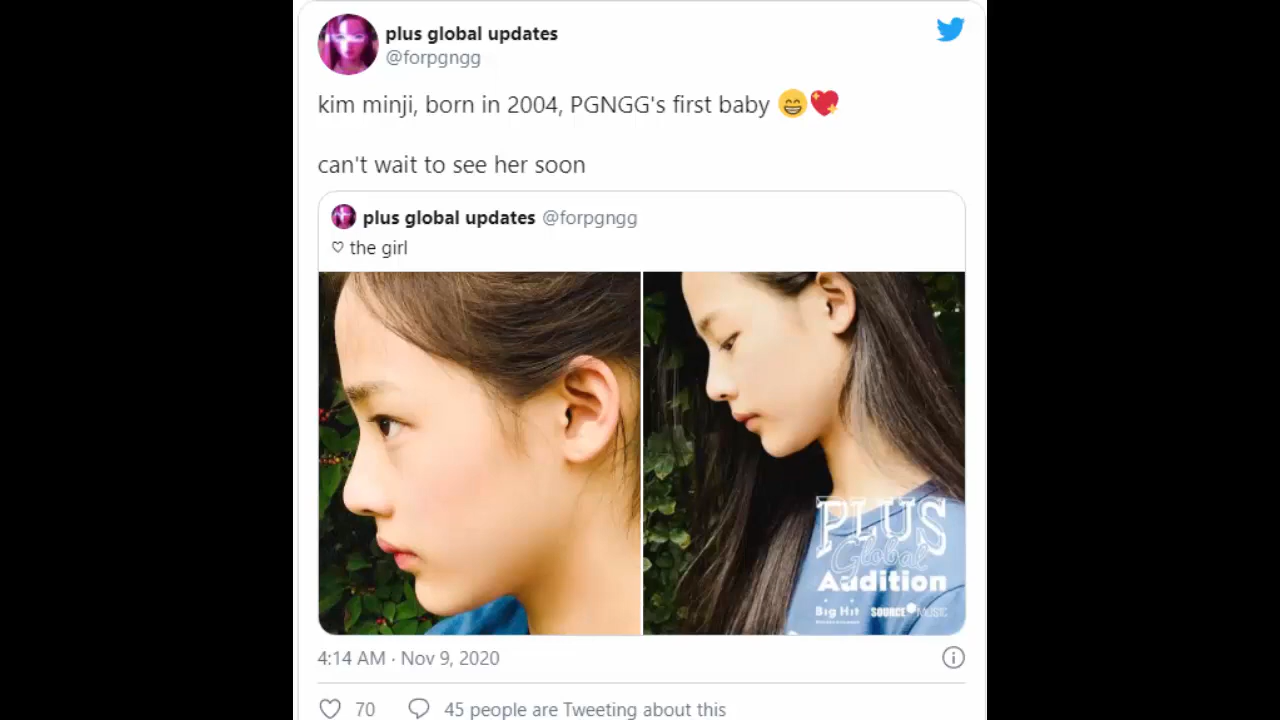 plus global updates
@forpgngg
kim minji, born in 2004, PGNGG's first baby 😄💖
can't wait to see her soon
plus global updates @forpgngg
♡ the girl
PLUS
Global
Audition
Big Hit
SOURCE MUSIC
4:14 AM · Nov 9, 2020
70
45 people are Tweeting about this